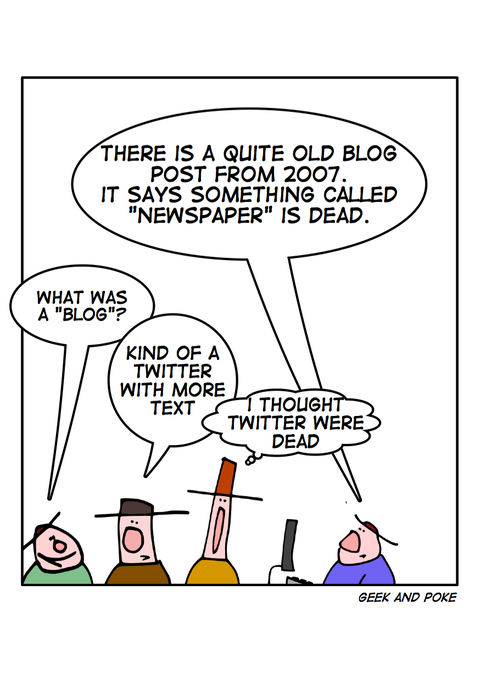 THERE IS A QUITE OLD BLOG
POST FROM 2007.
IT SAYS SOMETHING CALLED
"NEWSPAPER" IS DEAD.
WHAT WAS
A "BLOG"?
KIND OF A
TWITTER
WITH MORE
TEXT
I THOUGHT
TWITTER WERE
DEAD
GEEK AND POKE